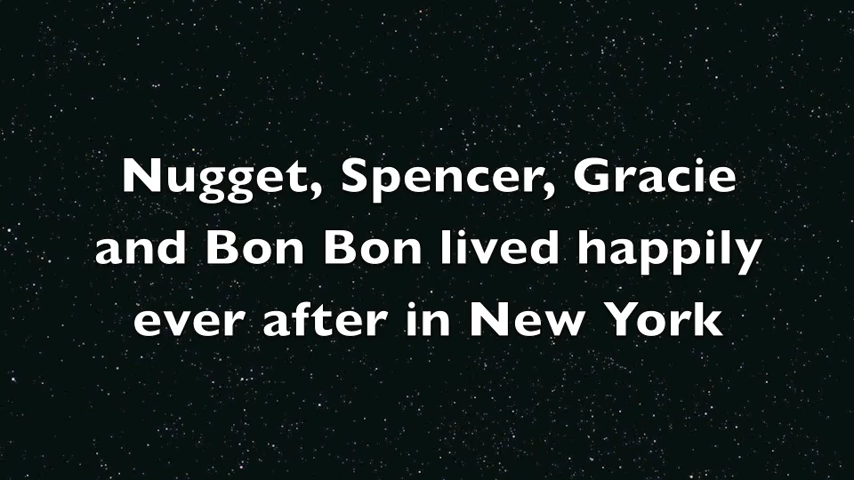 Nugget, Spencer, Gracie
and Bon Bon lived happily
ever after in New York